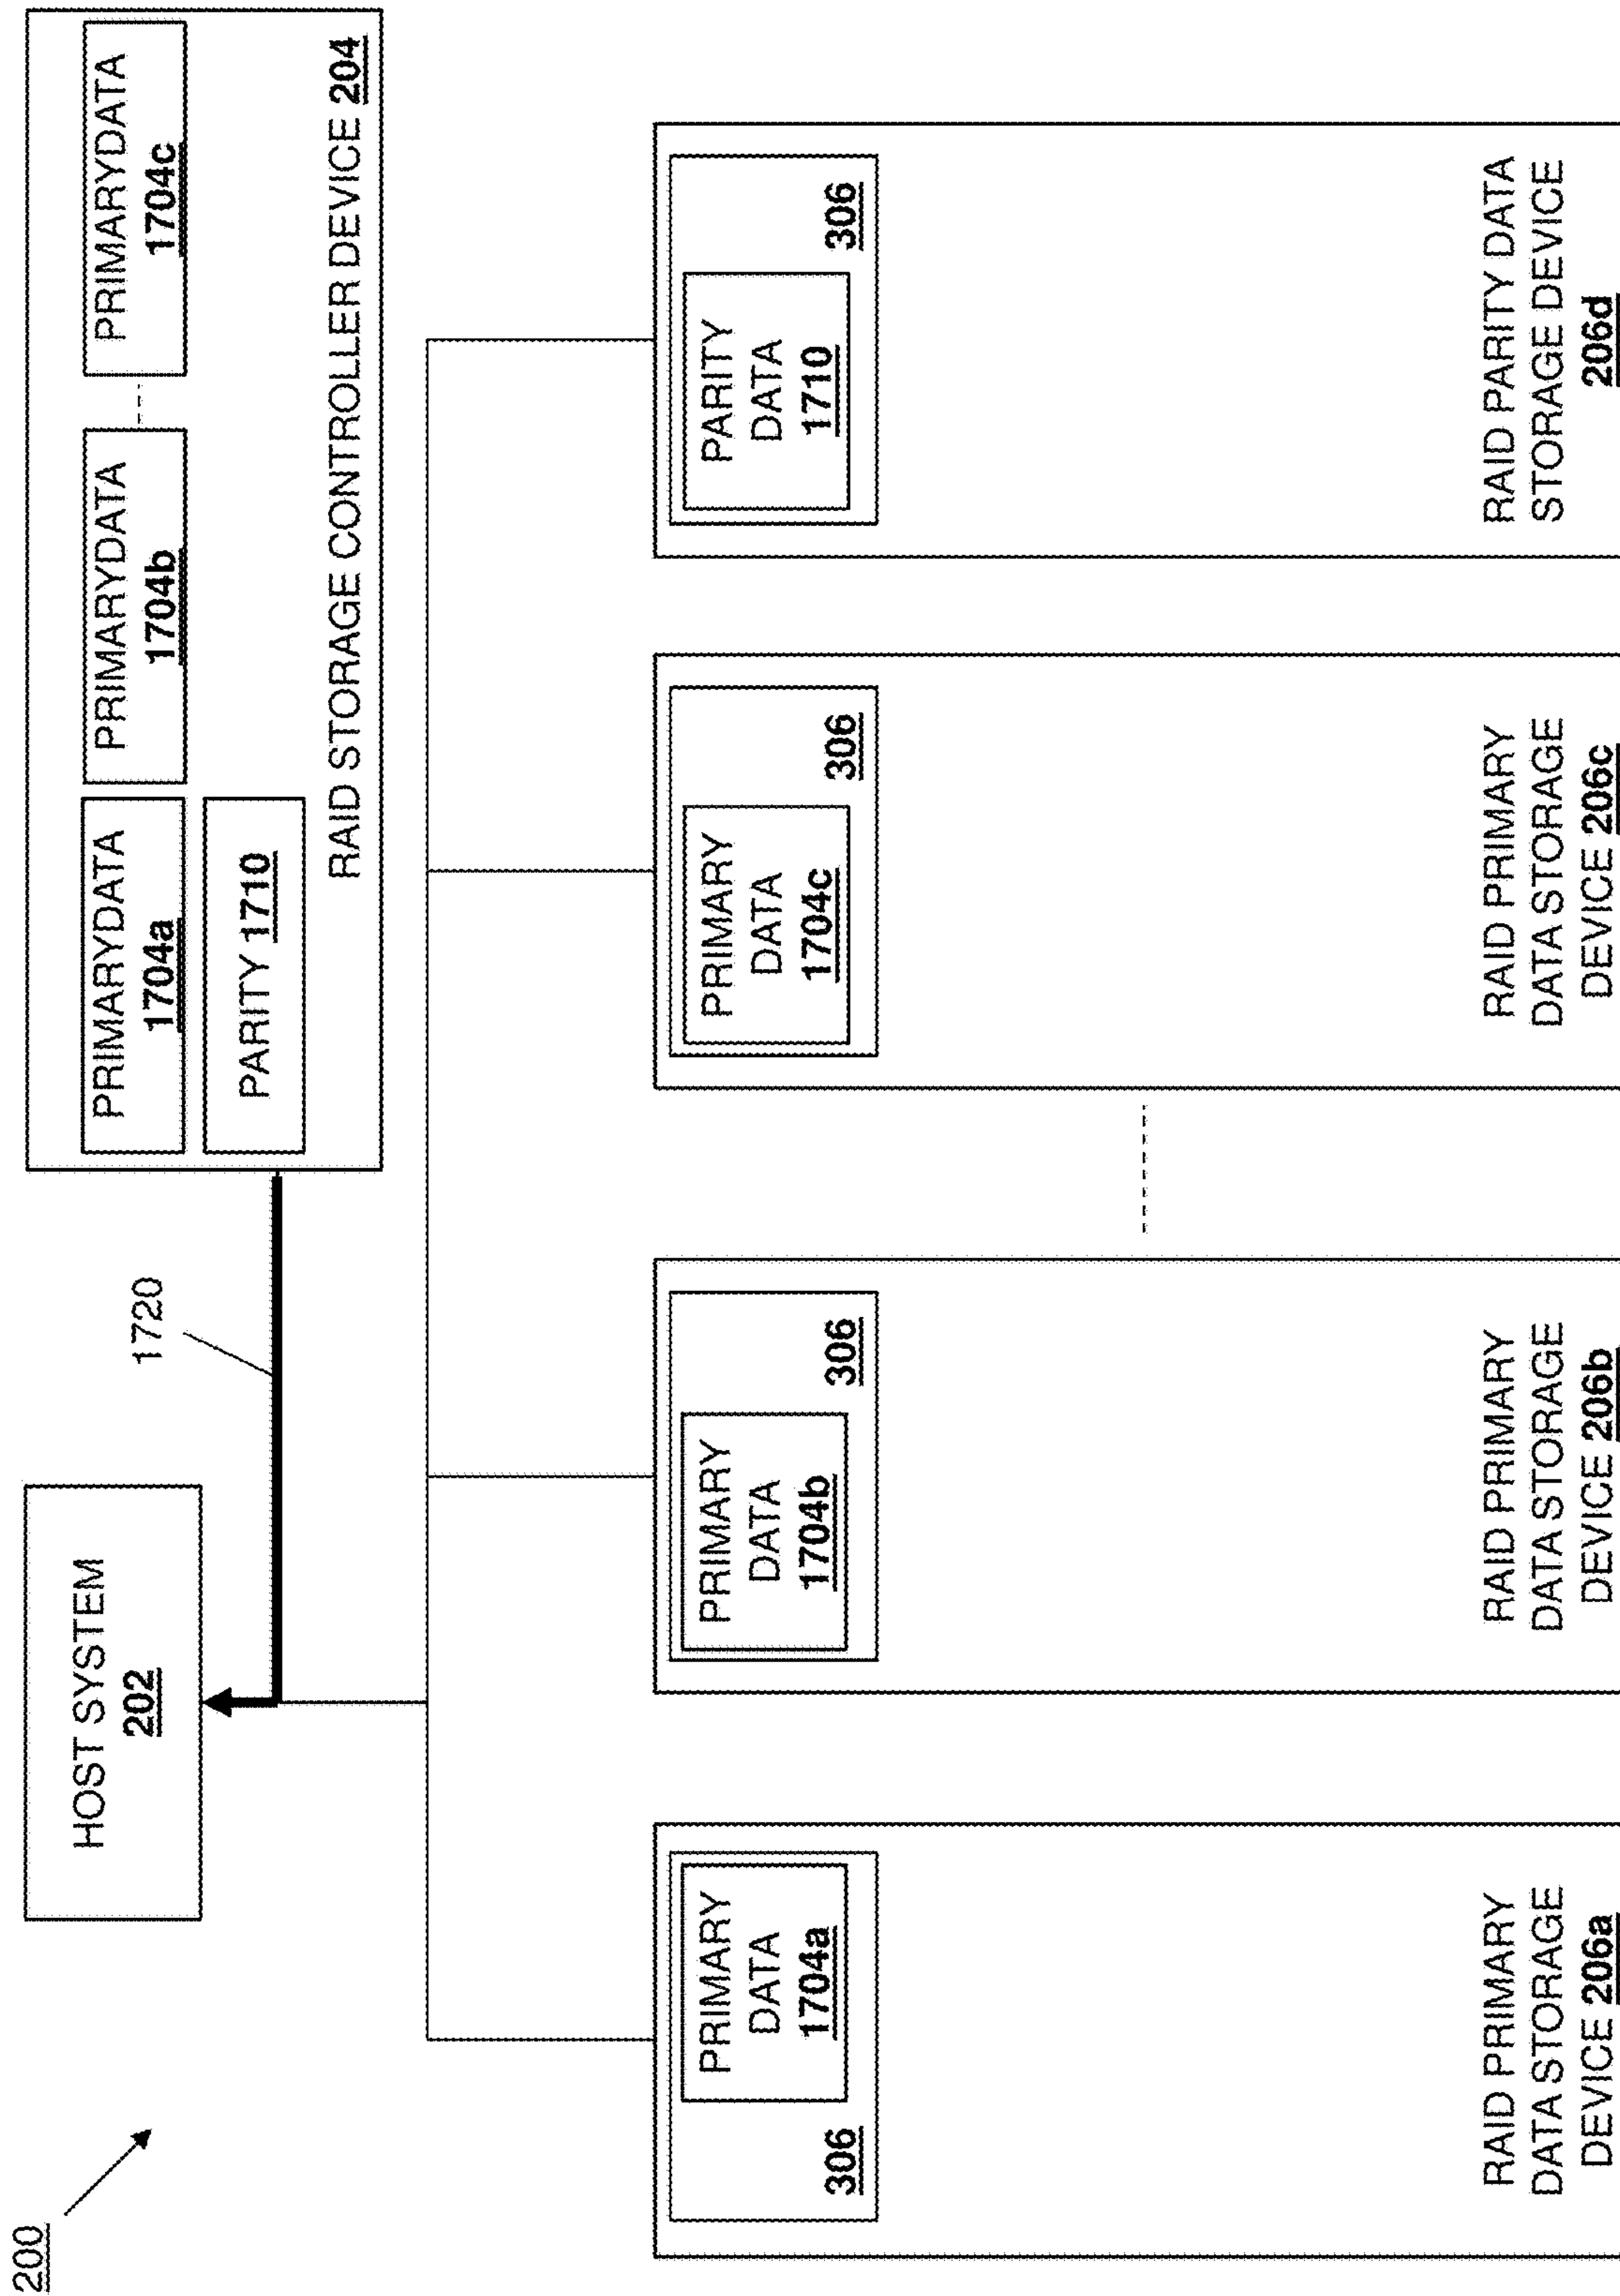 200
HOST SYSTEM
202
1720
PRIMARYDATA
1704a
PRIMARYDATA
1704b
PRIMARYDATA
1704c
PARITY 1710
RAID STORAGE CONTROLLER DEVICE 204
PRIMARY
DATA
1704a
306
RAID PRIMARY
DATA STORAGE
DEVICE 206a
PRIMARY
DATA
1704b
306
RAID PRIMARY
DATA STORAGE
DEVICE 206b
PRIMARY
DATA
1704c
306
RAID PRIMARY
DATA STORAGE
DEVICE 206c
PARITY
DATA
1710
306
RAID PARITY DATA
STORAGE DEVICE
206d